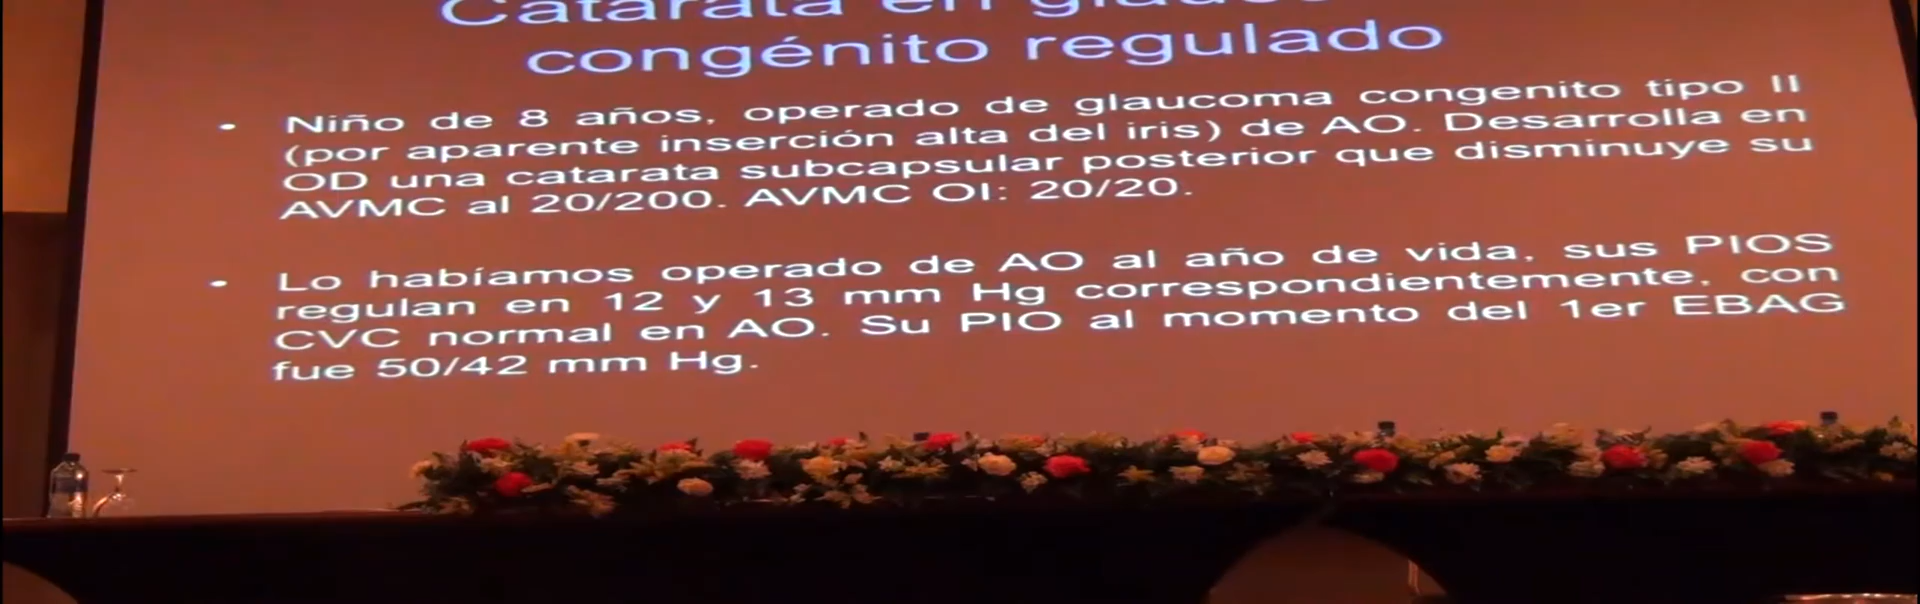 Catarata en
congénito regulado
• Niño de 8 años, operado de glaucoma congenito tipo II
(por aparente inserción alta del iris) de AO. Desarrolla en
OD una catarata subcapsular posterior que disminuye su
AVMC al 20/200. AVMC OI: 20/20.
• Lo habíamos operado de AO al año de vida, sus PIOS
regulan en 12 y 13 mm Hg correspondientemente, con
CVC normal en AO. Su PIO al momento del 1er EBAG
fue 50/42 mm Hg.